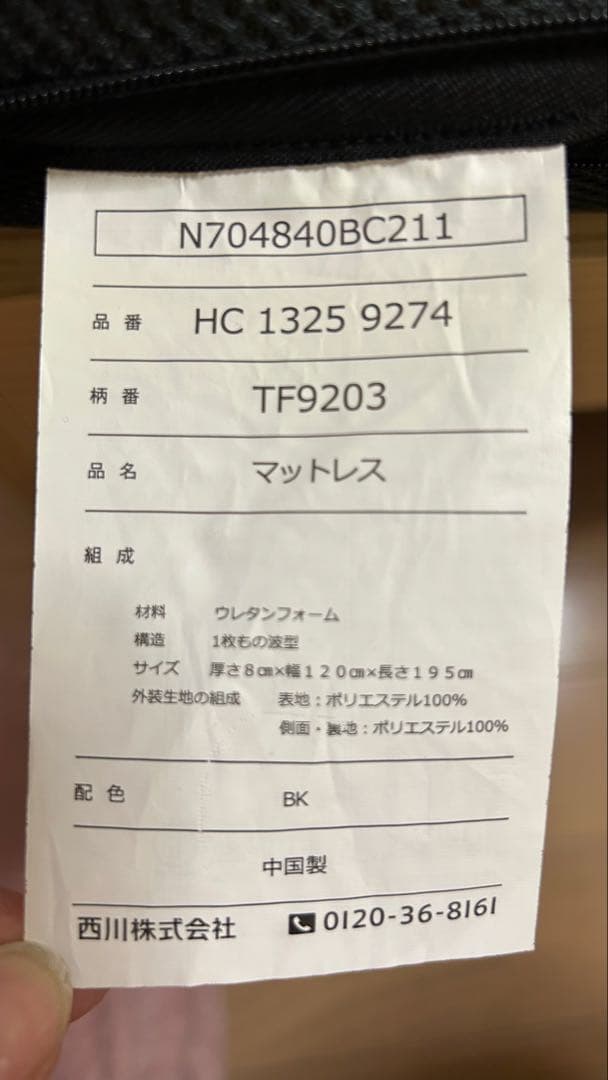 N704840BC211
品番 HC 1325 9274
柄番 TF9203
品名 マットレス
組成
材料 ウレタンフォーム
構造 1枚もの波型
サイズ 厚さ8㎝×幅120㎝×長さ195㎝
外装生地の組成 表地：ポリエステル100%
側面・裏地：ポリエステル100%
配色 BK
中国製
西川株式会社 0120-36-8161